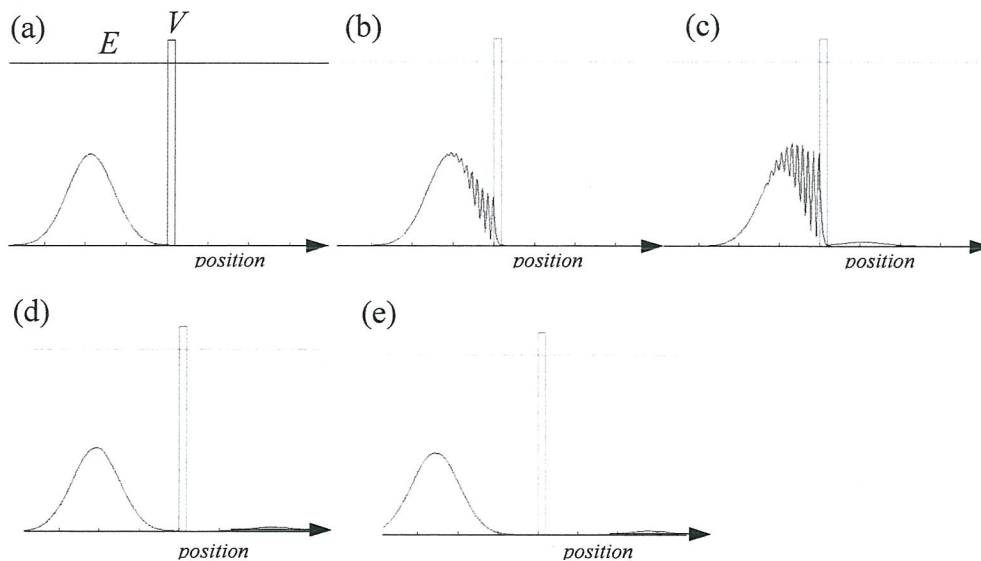 (a)
E
V
position
(b)
position
(c)
position
(d)
position
(e)
position